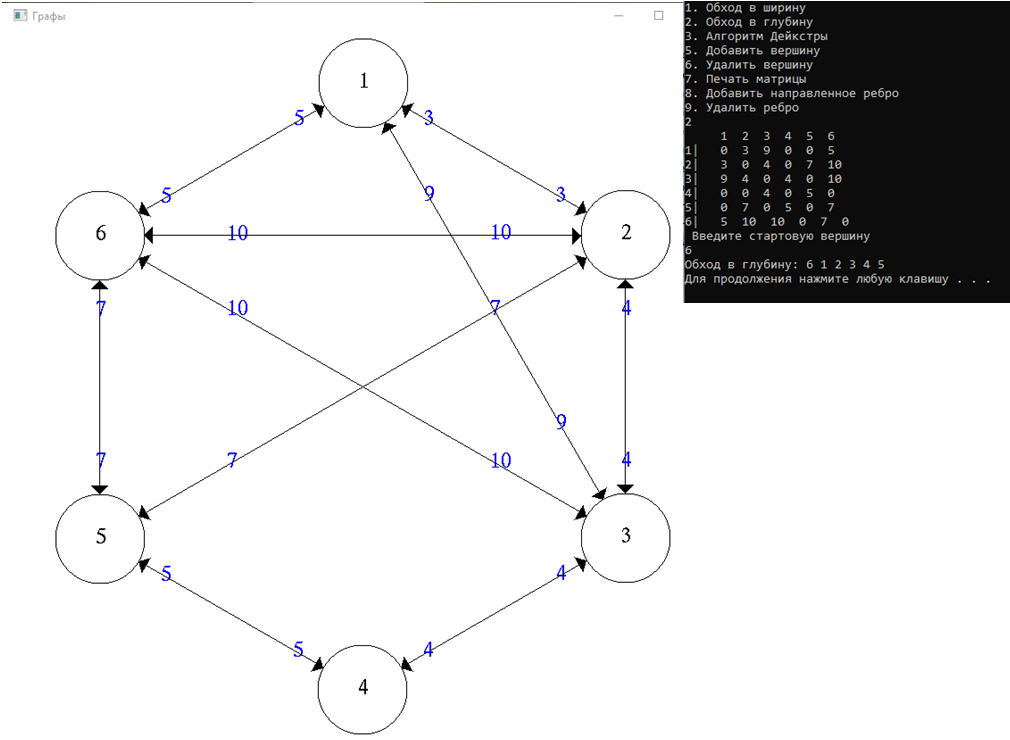 Графы
1
5
3
5
9
3
6
10
10
2
7
10
7
4
9
7
7
10
4
5
3
5
4
5
4
4
1. Обход в ширину
2. Обход в глубину
3. Алгоритм Дейкстры
5. Добавить вершину
6. Удалить вершину
7. Печать матрицы
8. Добавить направленное ребро
9. Удалить ребро
2
1 2 3 4 5 6
1| 0 3 9 0 0 5
2| 3 0 4 0 7 10
3| 9 4 0 4 0 10
4| 0 0 4 0 5 0
5| 0 7 0 5 0 7
6| 5 10 10 0 7 0
Введите стартовую вершину
6
Обход в глубину: 6 1 2 3 4 5
Для продолжения нажмите любую клавишу . . .